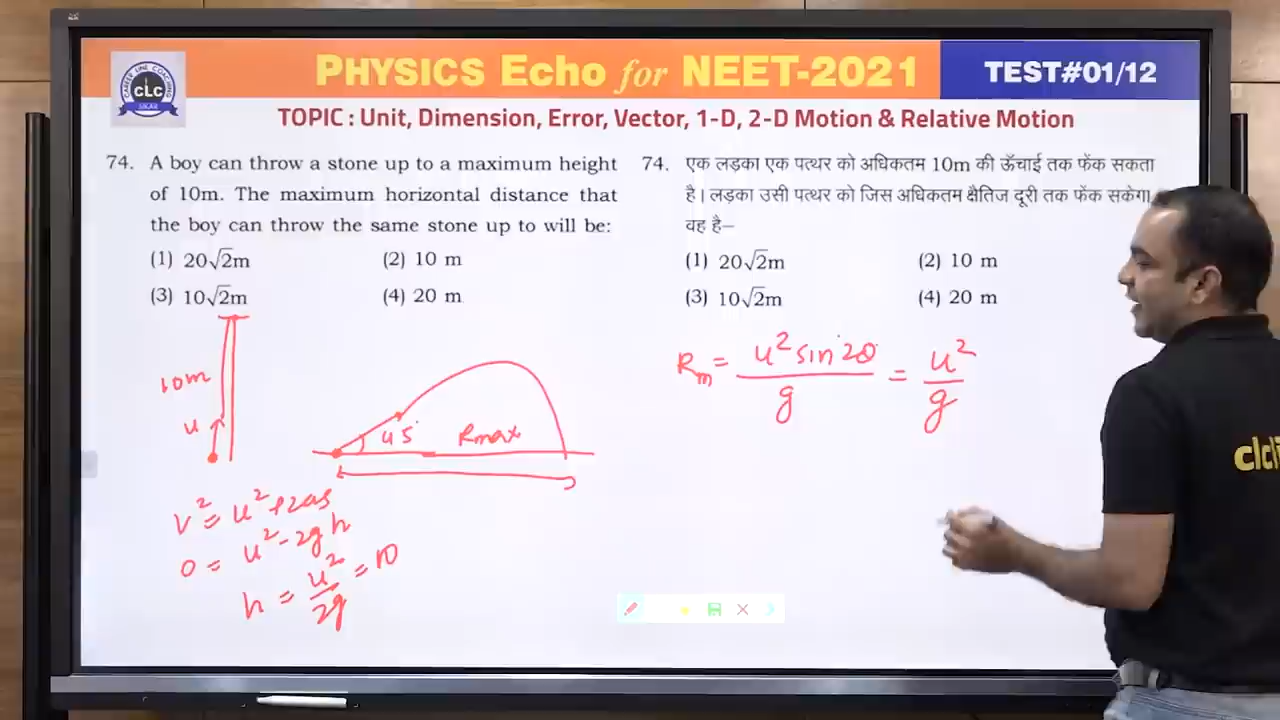 PHYSICS Echo for NEET-2021
TEST#01/12
CAREER LINE COACHING
CLC
SIKAR
TOPIC : Unit, Dimension, Error, Vector, 1-D, 2-D Motion & Relative Motion
74. A boy can throw a stone up to a maximum height
of 10m. The maximum horizontal distance that
the boy can throw the same stone up to will be:
(1) 20√2m (2) 10 m
(3) 10√2m (4) 20 m
74. एक लड़का एक पत्थर को अधिकतम 10m की ऊँचाई तक फेंक सकता
है। लड़का उसी पत्थर को जिस अधिकतम क्षैतिज दूरी तक फेंक सकेगा,
वह है–
(1) 20√2m (2) 10 m
(3) 10√2m (4) 20 m
10m
u
45°
Rmax
v² = u² + 2as
0 = u² - 2gh
h = u²/2g = 10
Rm = u² sin 2θ / g = u²/g